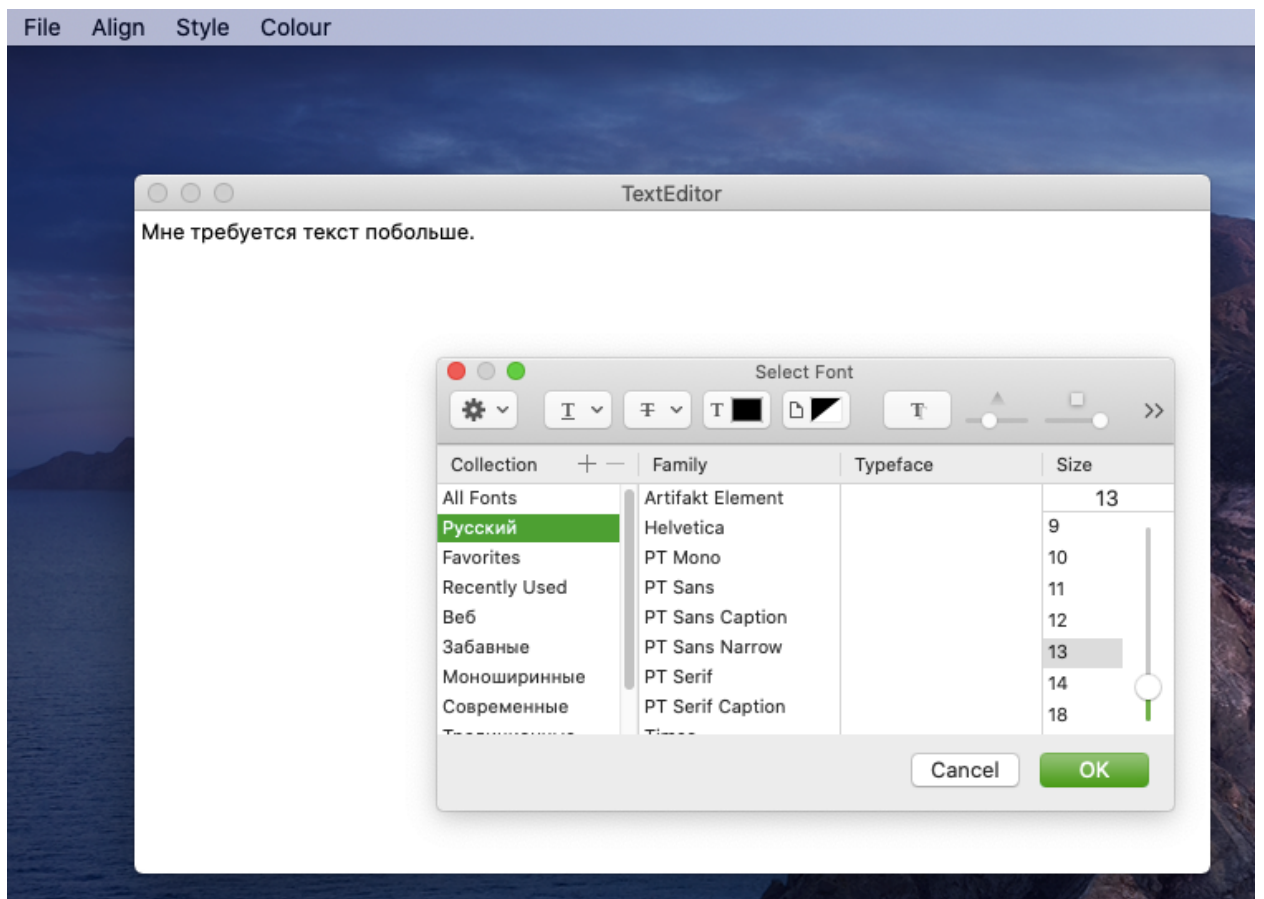 File Align Style Colour
TextEditor
Мне требуется текст побольше.
Select Font
T T T T
Collection + — Family Typeface Size
All Fonts Artifakt Element 13
Русский Helvetica 9
Favorites PT Mono 10
Recently Used PT Sans 11
Веб PT Sans Caption 12
Забавные PT Sans Narrow 13
Моноширинные PT Serif 14
Современные PT Serif Caption 18
Cancel OK